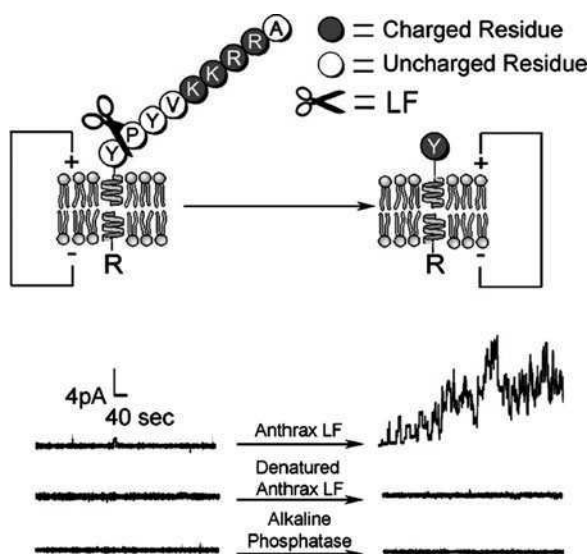 A
R
R
K
K
V
Y
P
Y
= Charged Residue
= Uncharged Residue
= LF
+
-
R
Y
+
-
R
4pA
40 sec
Anthrax LF
Denatured
Anthrax LF
Alkaline
Phosphatase